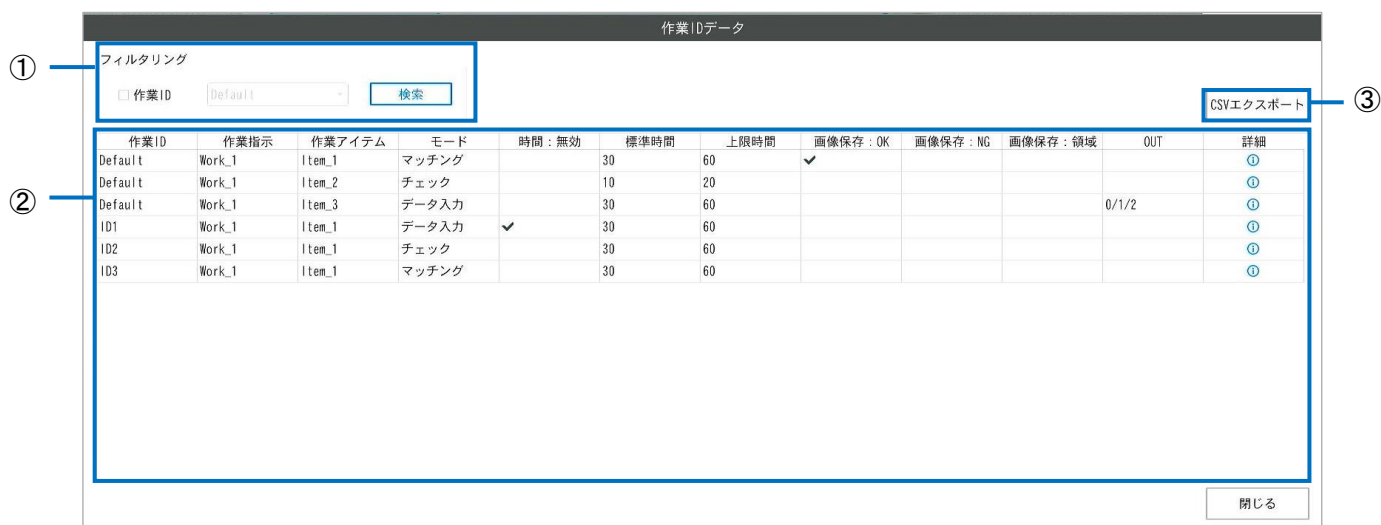 作業IDデータ
①
フィルタリング
作業ID Default 検索
③
CSVエクスポート
②
作業ID 作業指示 作業アイテム モード 時間：無効 標準時間 上限時間 画像保存：OK 画像保存：NG 画像保存：領域 OUT 詳細
Default Work_1 Item_1 マッチング 30 60 ✓
Default Work_1 Item_2 チェック 10 20
Default Work_1 Item_3 データ入力 30 60 0/1/2
ID1 Work_1 Item_1 データ入力 ✓ 30 60
ID2 Work_1 Item_1 チェック 30 60
ID3 Work_1 Item_1 マッチング 30 60
閉じる